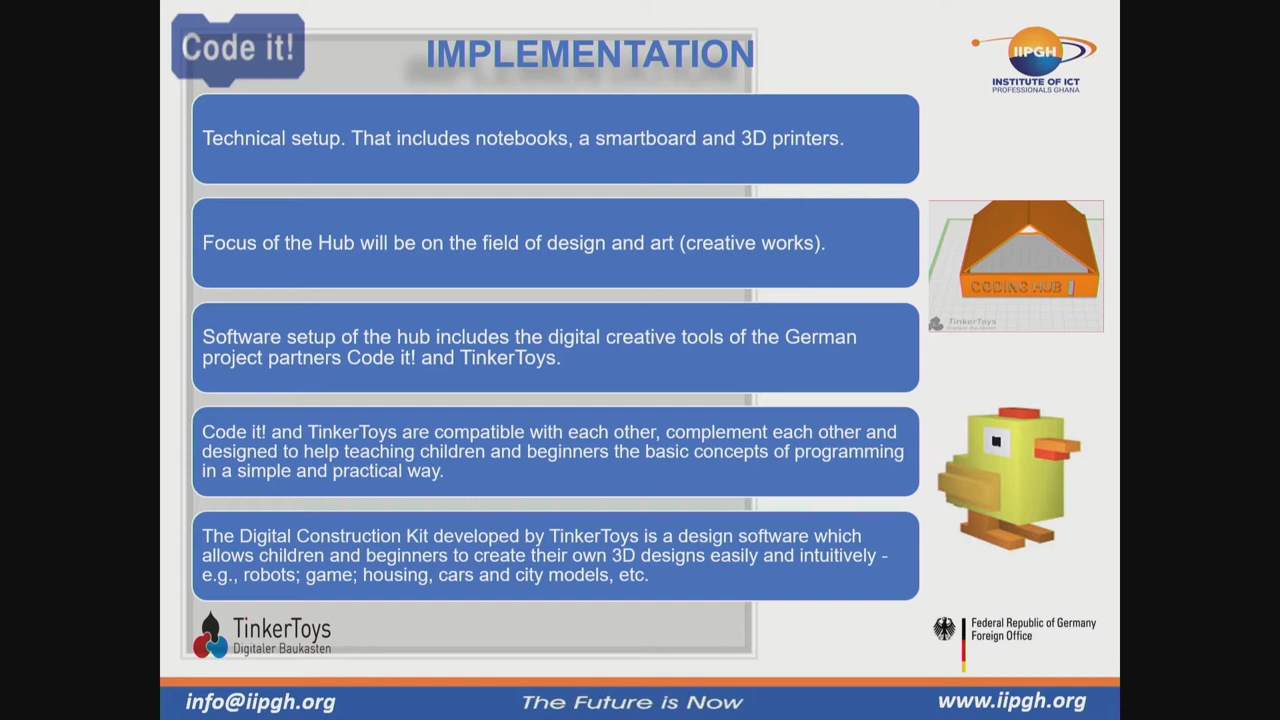 Code it!
IMPLEMENTATION
IIPGH
INSTITUTE OF ICT
PROFESSIONALS GHANA
Technical setup. That includes notebooks, a smartboard and 3D printers.
Focus of the Hub will be on the field of design and art (creative works).
CODING HUB
TinkerToys
Digitaler Baukasten
Software setup of the hub includes the digital creative tools of the German
project partners Code it! and TinkerToys.
Code it! and TinkerToys are compatible with each other, complement each other and
designed to help teaching children and beginners the basic concepts of programming
in a simple and practical way.
The Digital Construction Kit developed by TinkerToys is a design software which
allows children and beginners to create their own 3D designs easily and intuitively -
e.g., robots; game; housing, cars and city models, etc.
TinkerToys
Digitaler Baukasten
Federal Republic of Germany
Foreign Office
info@iipgh.org
The Future is Now
www.iipgh.org